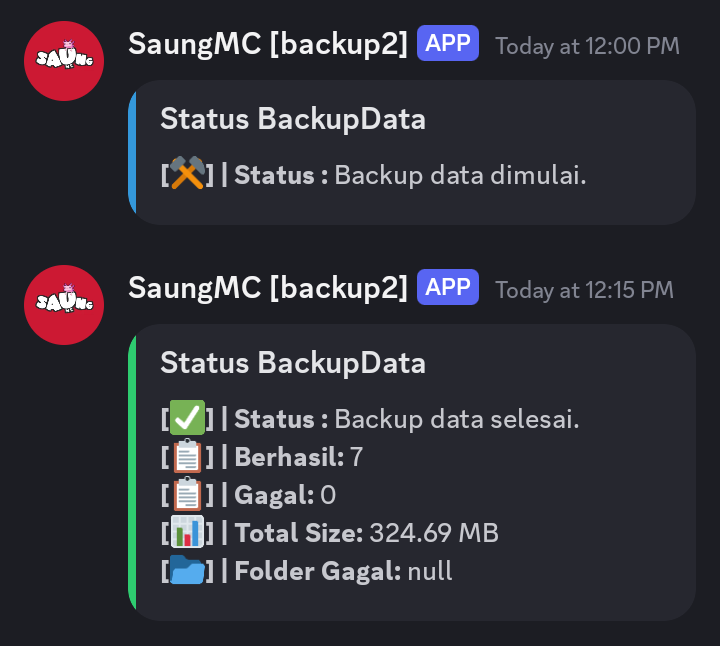 SAUNG
MC
SaungMC [backup2] APP Today at 12:00 PM
Status BackupData
[⚒️] | Status : Backup data dimulai.
SAUNG
MC
SaungMC [backup2] APP Today at 12:15 PM
Status BackupData
[✅] | Status : Backup data selesai.
[📋] | Berhasil: 7
[📋] | Gagal: 0
[📊] | Total Size: 324.69 MB
[📂] | Folder Gagal: null